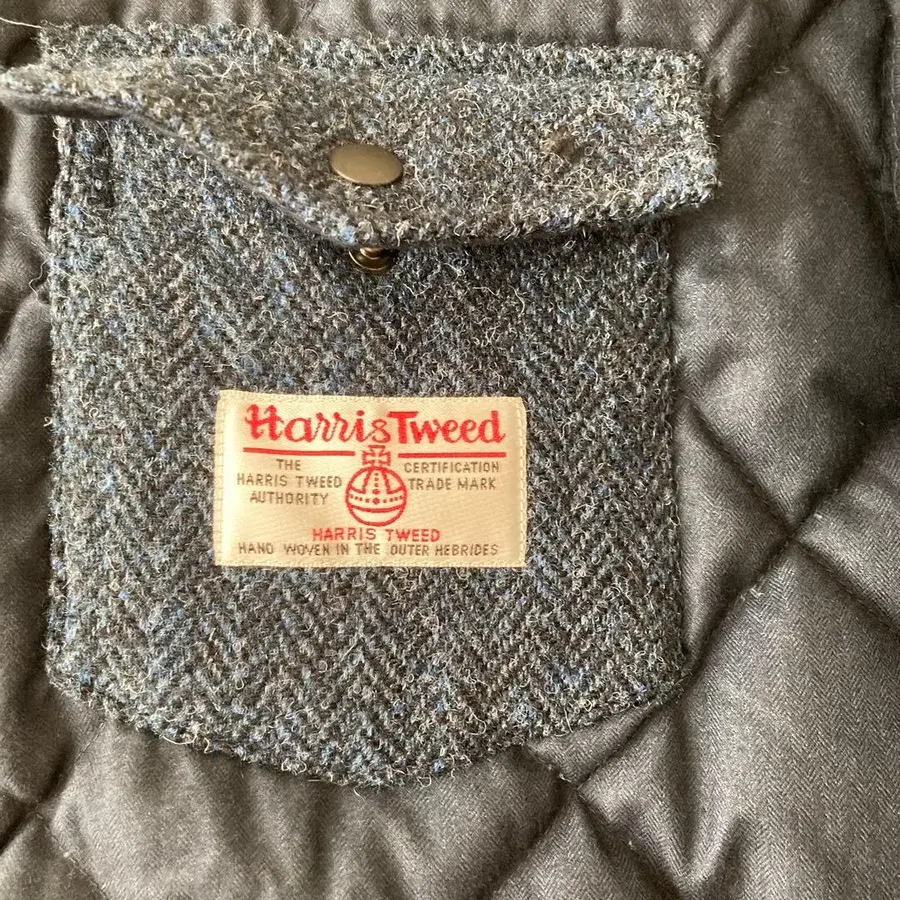 Harris Tweed
THE
HARRIS TWEED
AUTHORITY
CERTIFICATION
TRADE MARK
HARRIS TWEED
HAND WOVEN IN THE OUTER HEBRIDES